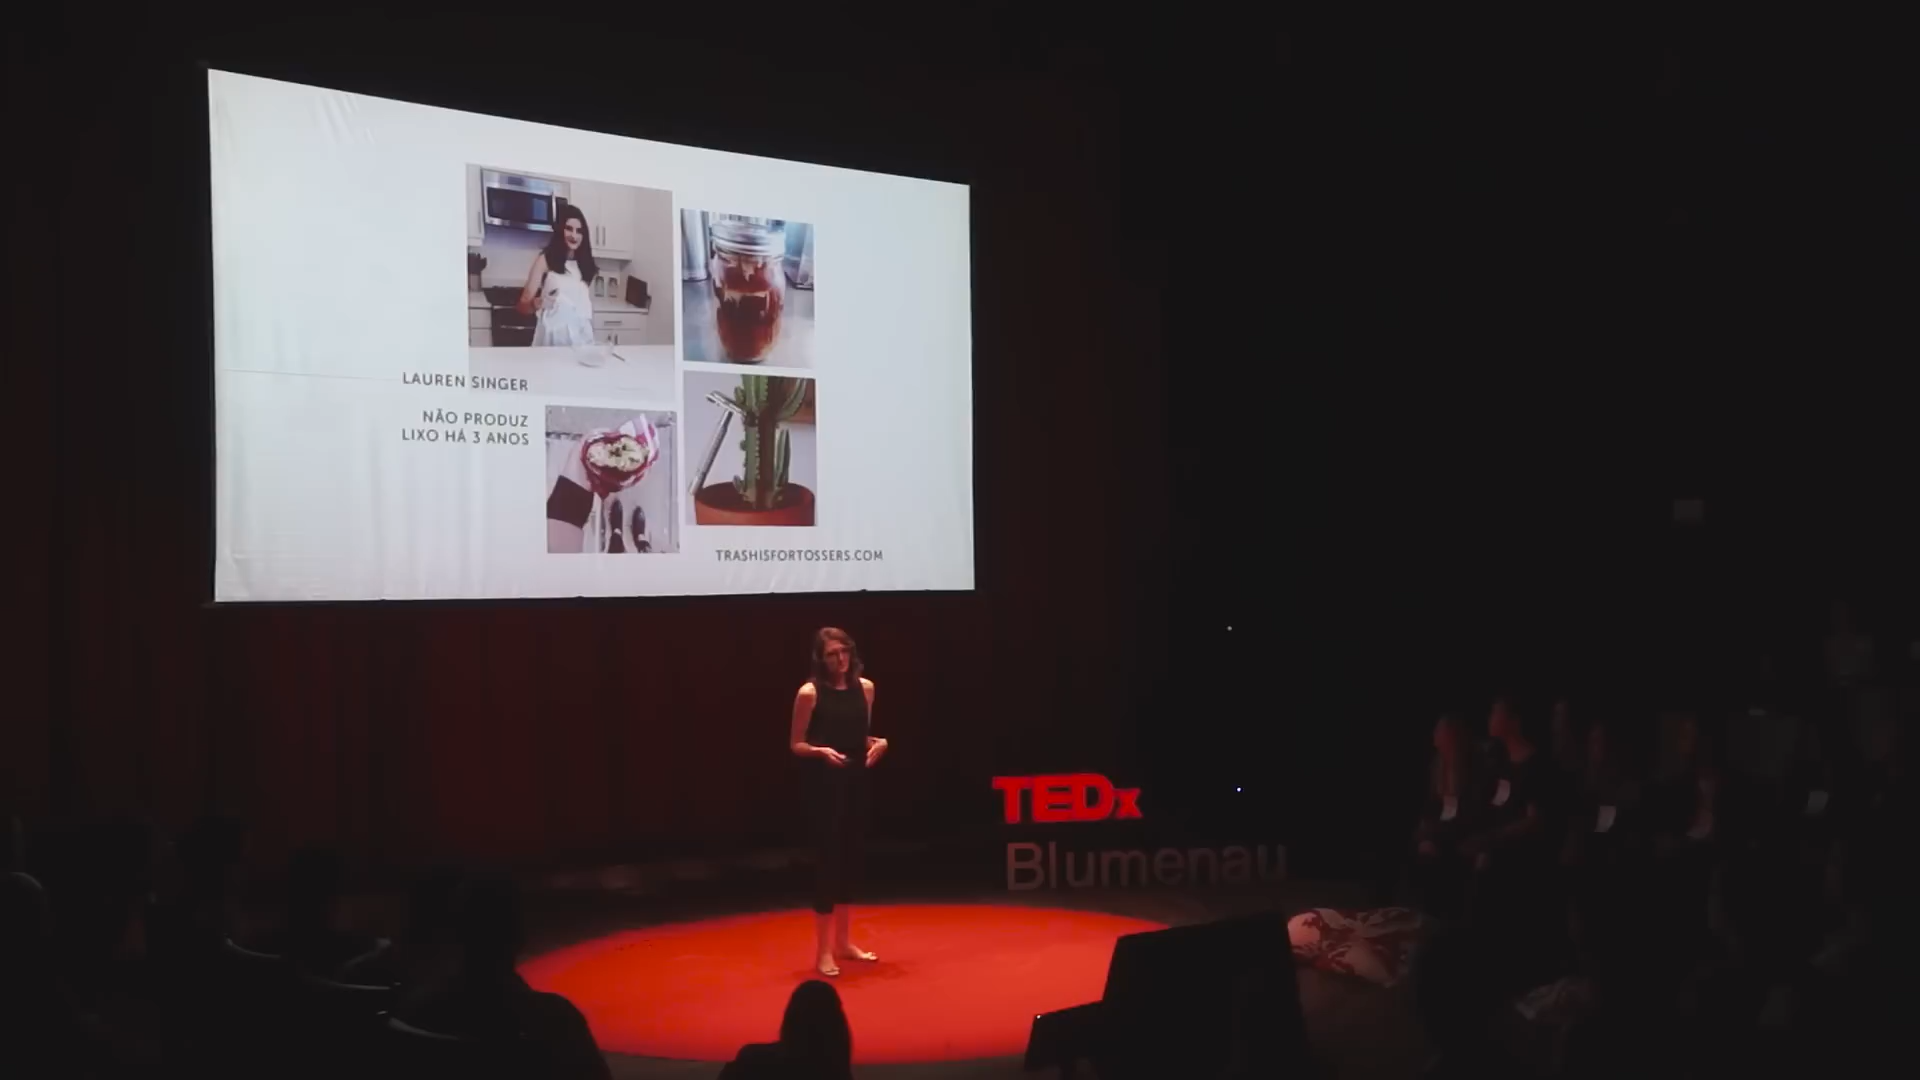 LAUREN SINGER
NÃO PRODUZ
LIXO HÁ 3 ANOS
TRASHISFORTOSSERS.COM
TEDx
Blumenau